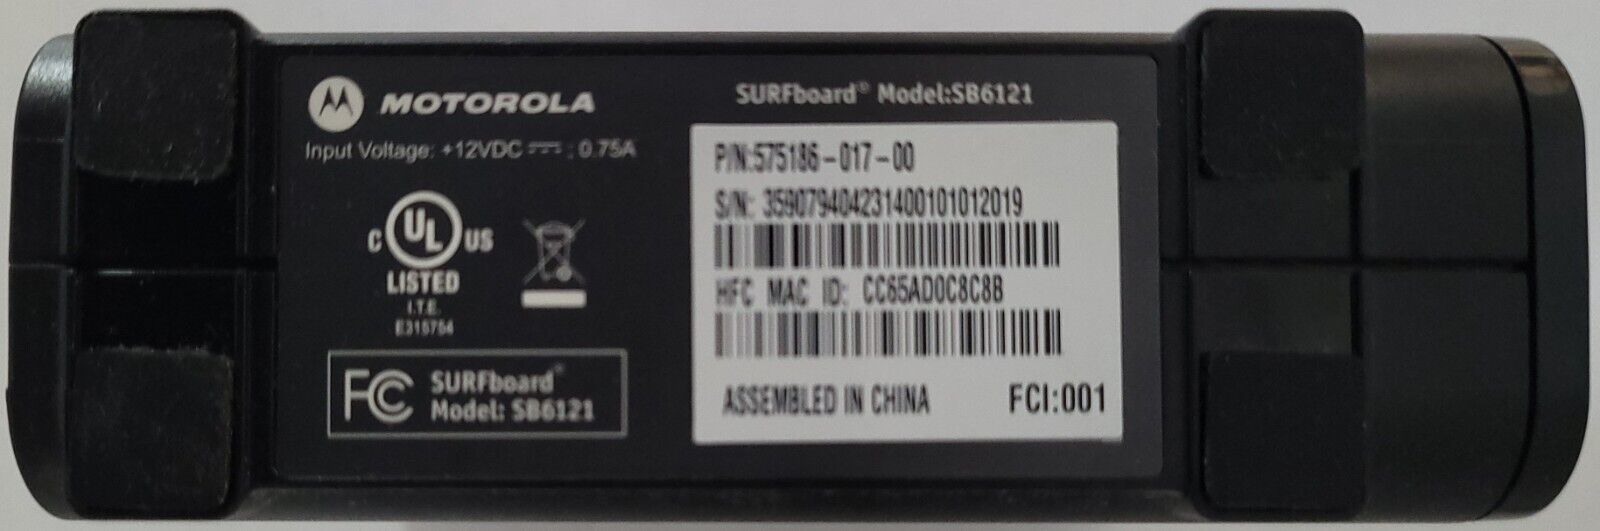 MOTOROLA
Input Voltage: +12VDC ⎓ ; 0.75A
C UL US
LISTED
I.T.E.
E315754
FC SURFboard®
Model: SB6121
SURFboard® Model:SB6121
P/N:575186-017-00
S/N: 359079404231400101012019
HFC MAC ID: CC65AD0C8C8B
ASSEMBLED IN CHINA FCI:001